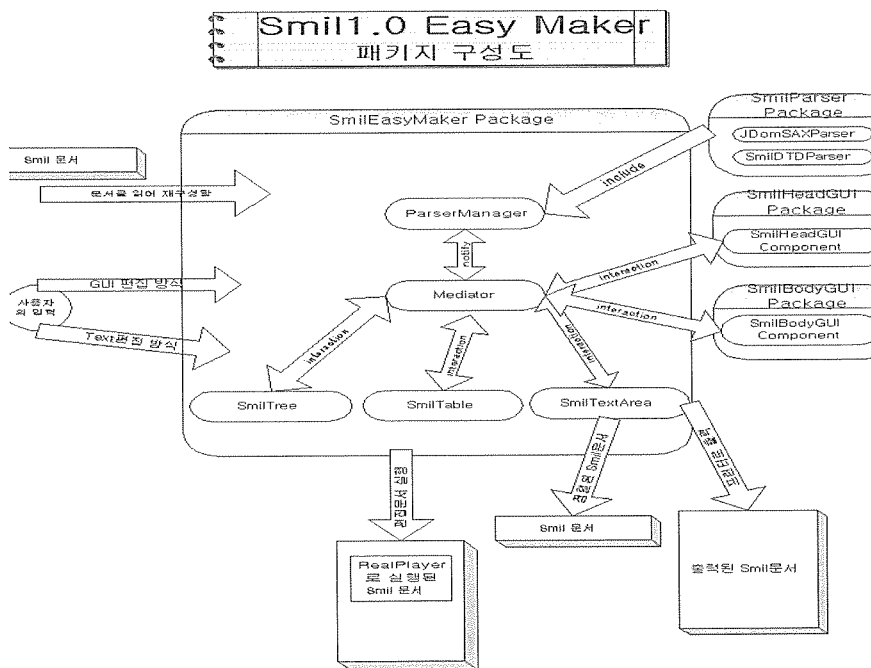 Smil1.0 Easy Maker
패키지 구성도
SmilEasyMaker Package
SmilParser
Package
JDomSAXParser
SmilDTDParser
Smil 문서
문서를 읽어 재구성함
include
ParserManager
notify
SmilHeadGUI
Package
SmilHeadGUI
Component
interaction
GUI 편집 방식
사용자
의 입력
Mediator
SmilBodyGUI
Package
SmilBodyGUI
Component
interaction
Text편집 방식
interaction
interaction
interaction
SmilTree
SmilTable
SmilTextArea
Smil 문서
RealPlayer
로 실행된
Smil 문서
출력된 Smil문서